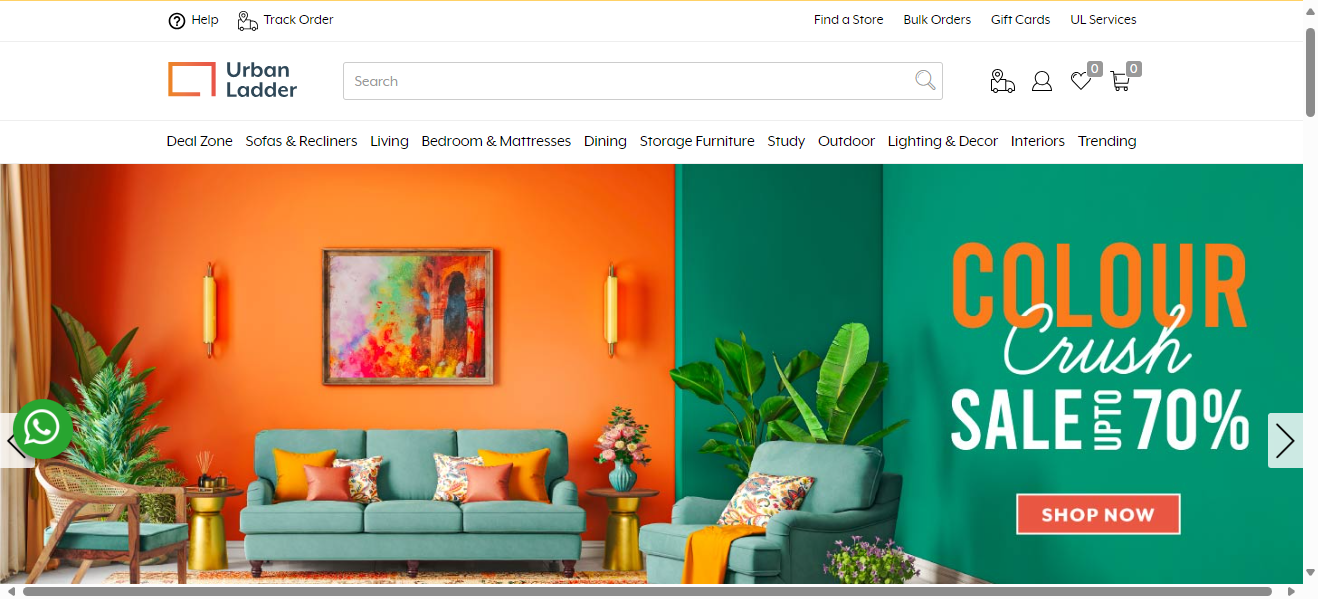 Help Track Order Find a Store Bulk Orders Gift Cards UL Services
Urban
Ladder
Search
0 0
Deal Zone Sofas & Recliners Living Bedroom & Mattresses Dining Storage Furniture Study Outdoor Lighting & Decor Interiors Trending
COLOUR
Crush
SALE UPTO 70%
SHOP NOW